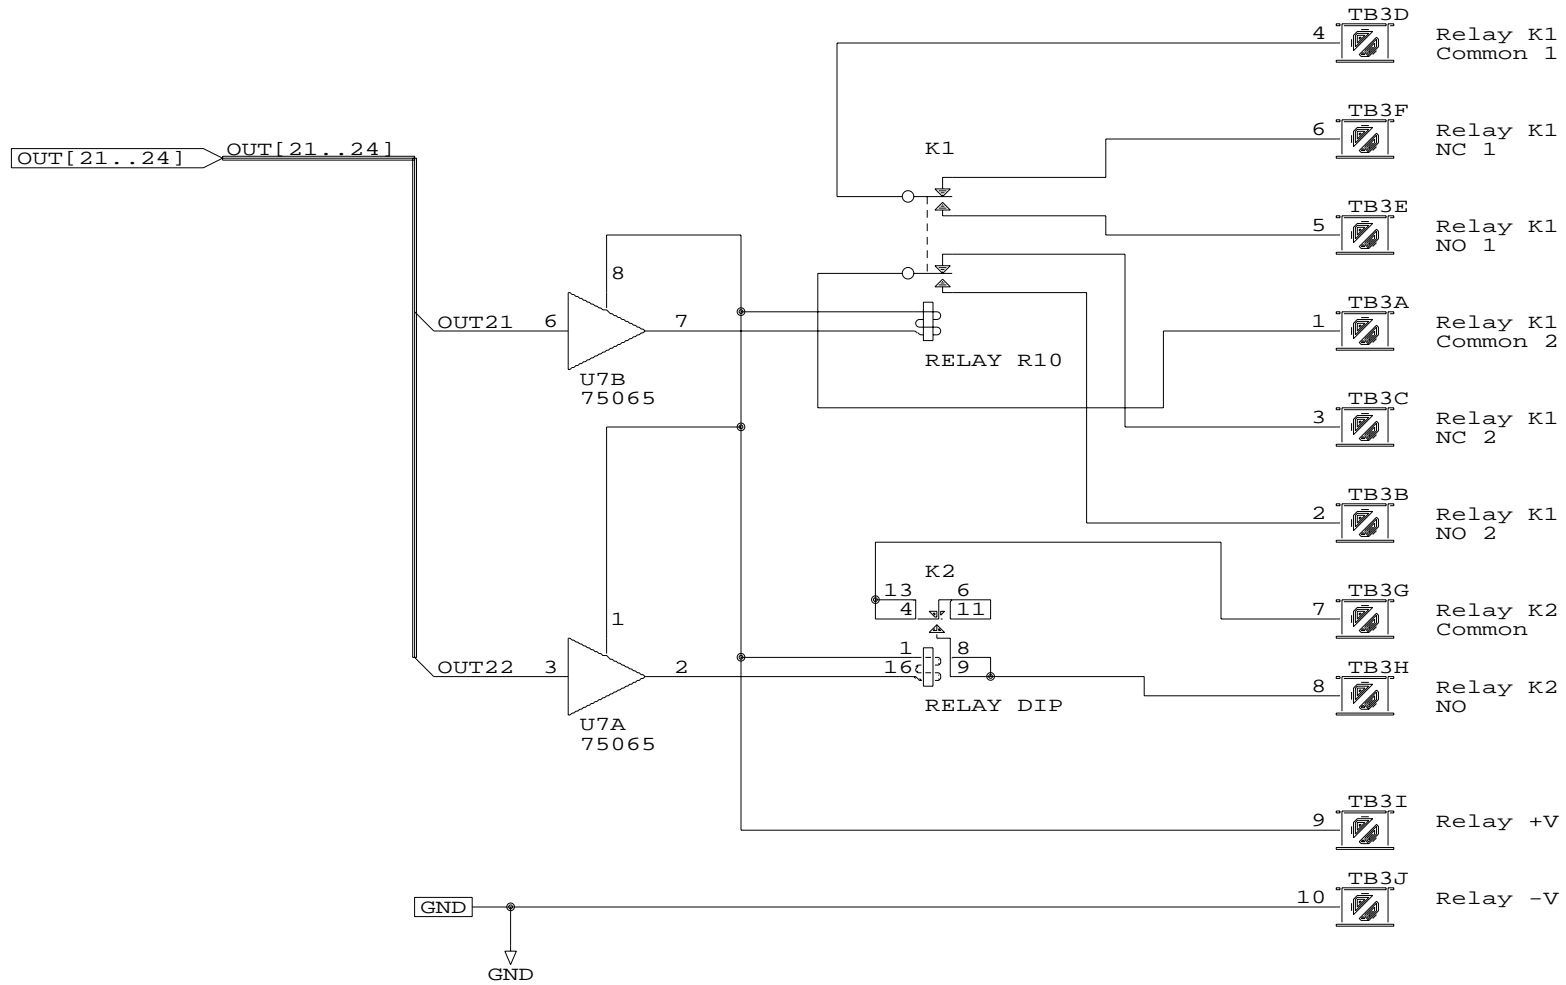 TB3D
4
Relay K1
Common 1
TB3F
6
Relay K1
NC 1
OUT[21..24]
OUT[21..24]
K1
TB3E
5
Relay K1
NO 1
8
TB3A
OUT21
6
7
1
Relay K1
Common 2
RELAY R10
U7B
75065
TB3C
3
Relay K1
NC 2
TB3B
2
Relay K1
NO 2
K2
13
6
4
11
TB3G
7
Relay K2
Common
1
1
8
16
9
OUT22
3
2
TB3H
8
Relay K2
NO
RELAY DIP
U7A
75065
TB3I
9
Relay +V
TB3J
10
Relay -V
GND
GND